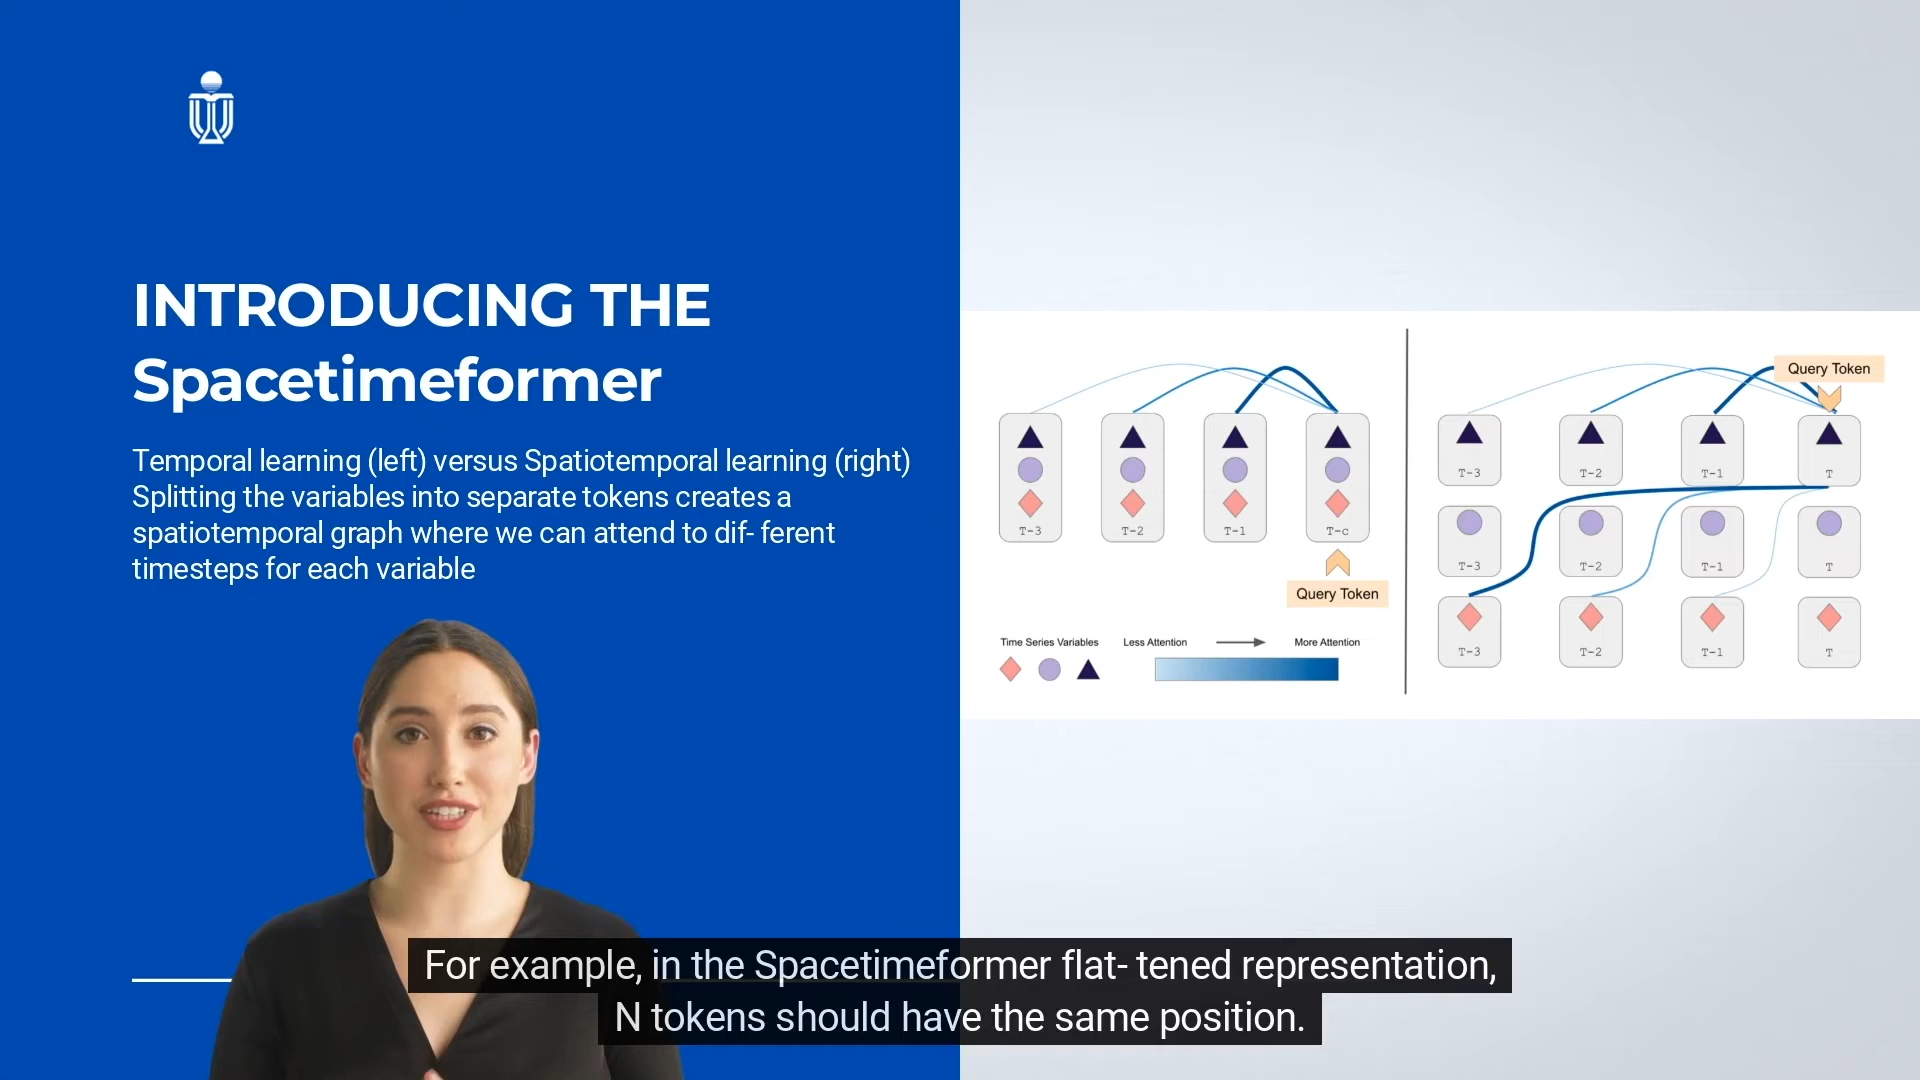 INTRODUCING THE
Spacetimeformer
Temporal learning (left) versus Spatiotemporal learning (right)
Splitting the variables into separate tokens creates a
spatiotemporal graph where we can attend to dif- ferent
timesteps for each variable
T-3
T-2
T-1
T-c
Query Token
Time Series Variables
Less Attention
More Attention
Query Token
T-3
T-2
T-1
T
T-3
T-2
T-1
T
T-3
T-2
T-1
T
For example, in the Spacetimeformer flat- tened representation,
N tokens should have the same position.